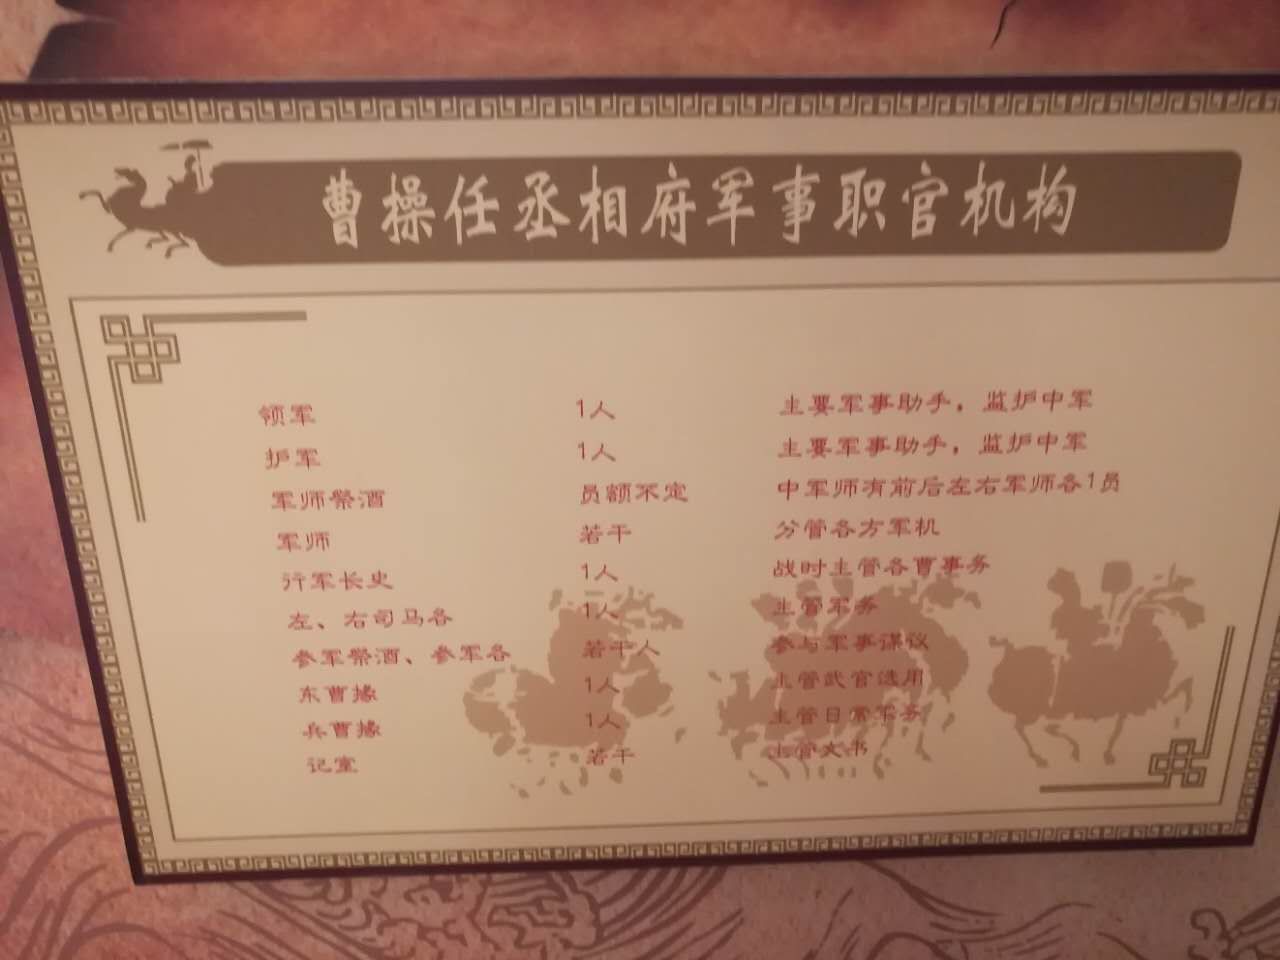 曹操任丞相府军事职官机构
领军 1人 主要军事助手，监护中军
护军 1人 主要军事助手，监护中军
军师祭酒 员额不定 中军师有前后左右军师各1员
军师 若干 分管各方军机
行军长史 1人 战时主管各曹事务
左、右司马各 1人 主管军务
参军祭酒、参军各 若干人 参与军事谋议
东曹掾 1人 主管武官选用
兵曹掾 1人 主管日常军务
记室 若干 主管文书